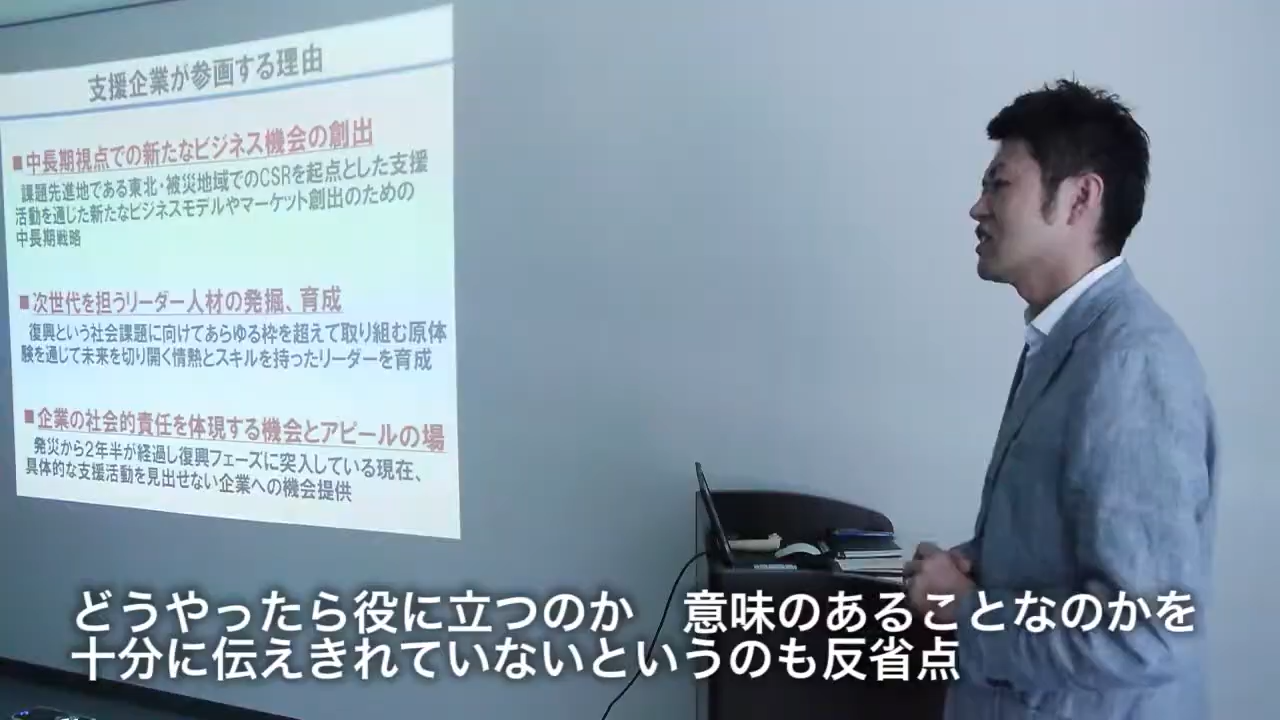 支援企業が参画する理由
■中長期視点での新たなビジネス機会の創出
課題先進地である東北・被災地域でのCSRを起点とした支援
活動を通じた新たなビジネスモデルやマーケット創出のための
中長期戦略
■次世代を担うリーダー人材の発掘、育成
復興という社会課題に向けてあらゆる枠を超えて取り組む原体
験を通じて未来を切り開く情熱とスキルを持ったリーダーを育成
■企業の社会的責任を体現する機会とアピールの場
発災から2年半が経過し復興フェーズに突入している現在、
具体的な支援活動を見出せない企業への機会提供
どうやったら役に立つのか　意味のあることなのかを
十分に伝えきれていないというのも反省点